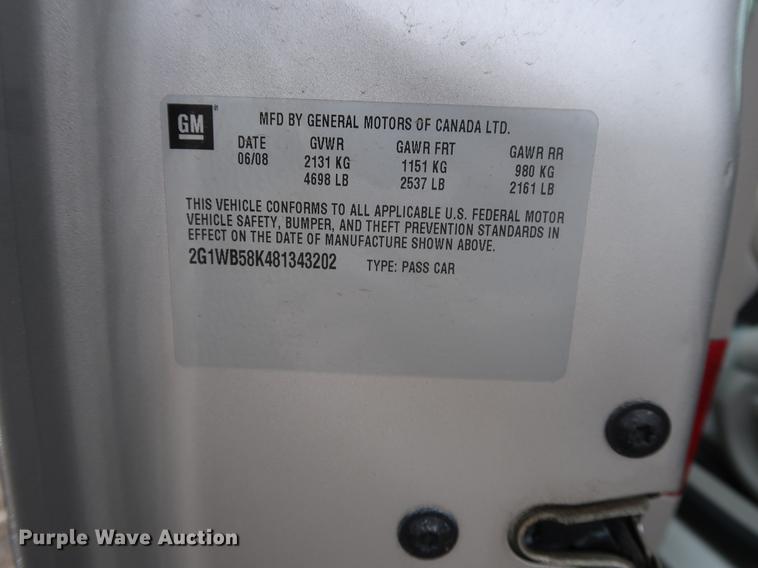 GM
MFD BY GENERAL MOTORS OF CANADA LTD.
DATE GVWR GAWR FRT GAWR RR
06/08 2131 KG 1151 KG 980 KG
4698 LB 2537 LB 2161 LB
THIS VEHICLE CONFORMS TO ALL APPLICABLE U.S. FEDERAL MOTOR
VEHICLE SAFETY, BUMPER, AND THEFT PREVENTION STANDARDS IN
EFFECT ON THE DATE OF MANUFACTURE SHOWN ABOVE.
2G1WB58K481343202 TYPE: PASS CAR
Purple Wave Auction®